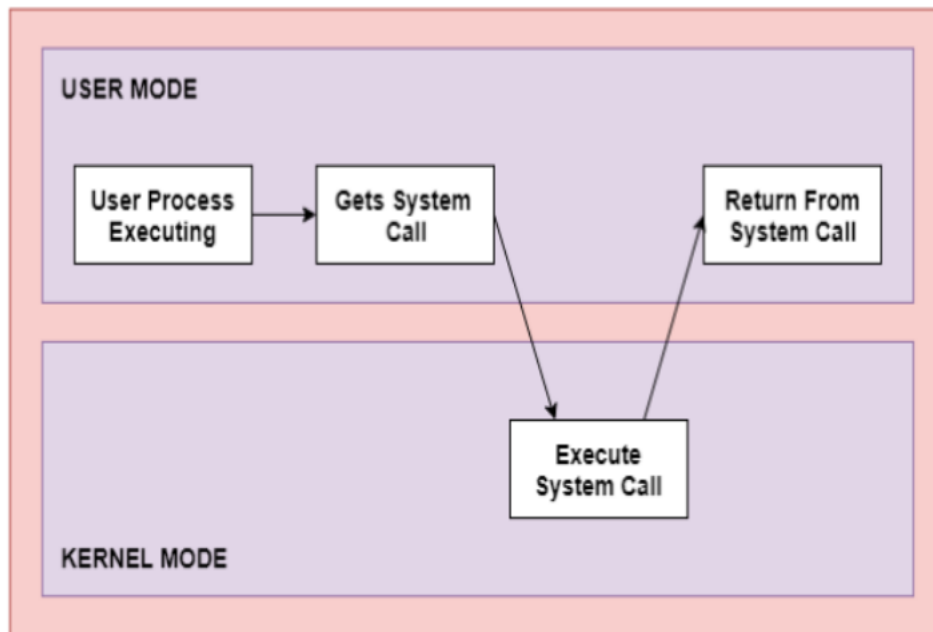 USER MODE
User Process
Executing
Gets System
Call
Return From
System Call
Execute
System Call
KERNEL MODE